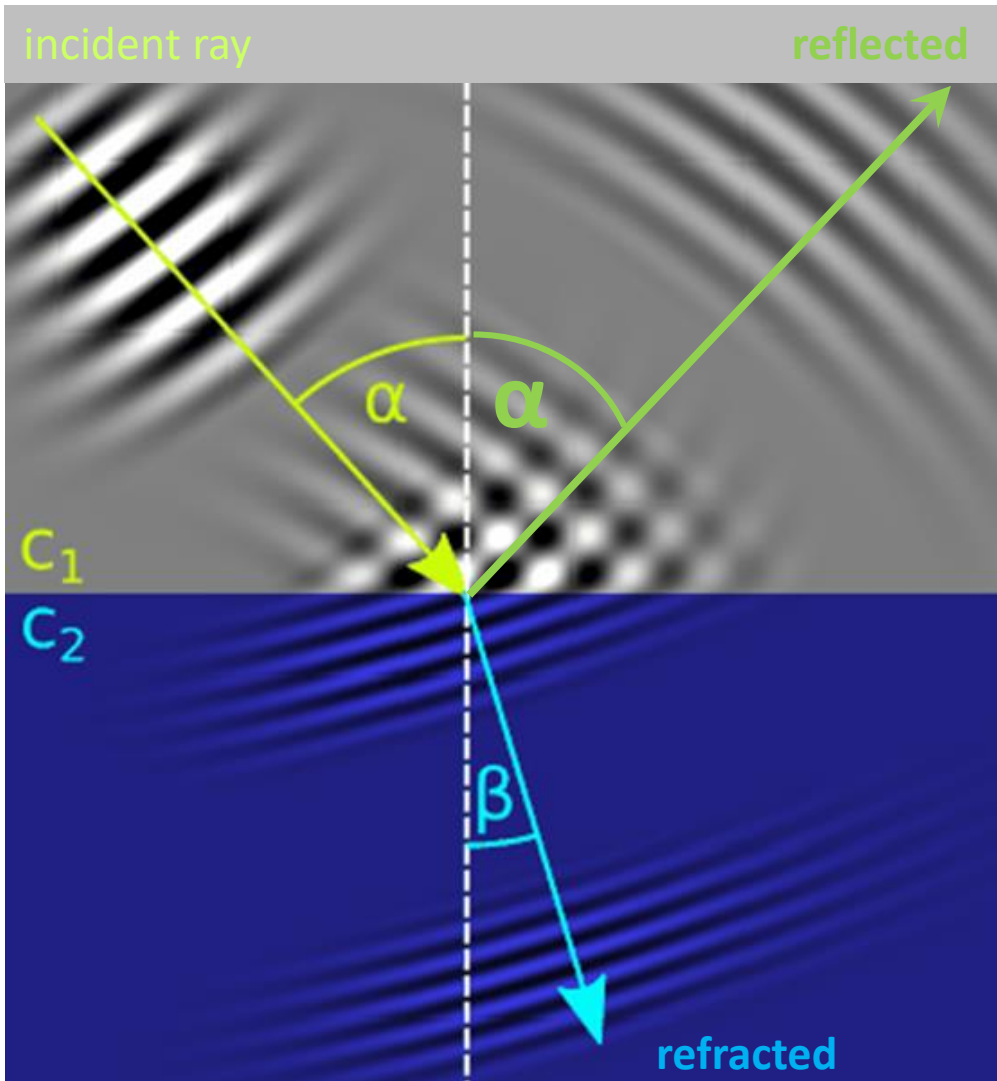 incident ray
reflected
α
α
c₁
c₂
β
refracted